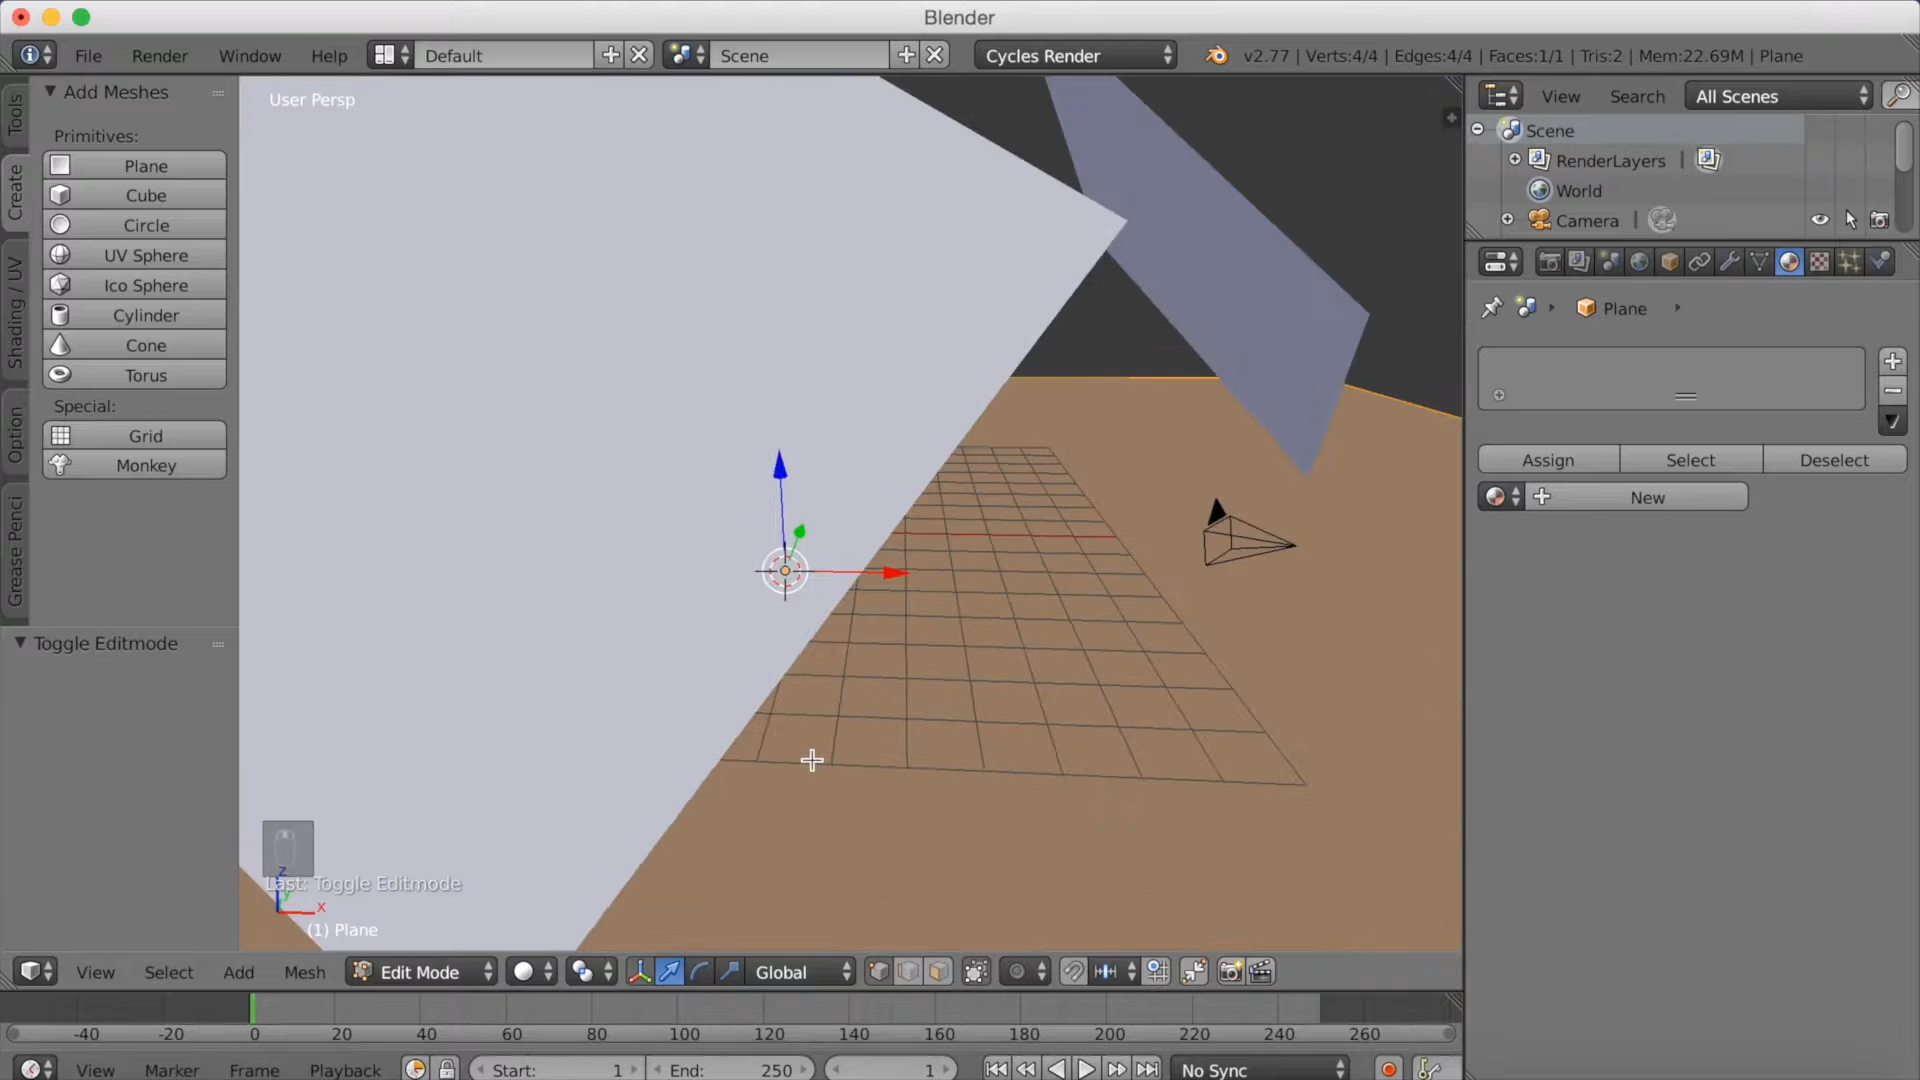 Blender
File Render Window Help Default Scene Cycles Render v2.77 | Verts:4/4 | Edges:4/4 | Faces:1/1 | Tris:2 | Mem:22.69M | Plane
Add Meshes
Primitives:
Plane
Cube
Circle
UV Sphere
Ico Sphere
Cylinder
Cone
Torus
Special:
Grid
Monkey
Toggle Editmode
Tools
Create
Shading / UV
Option
Grease Penci
User Persp
Last: Toggle Editmode
z
y
x
(1) Plane
View Search All Scenes
Scene
RenderLayers |
World
Camera |
Plane
Assign Select Deselect
New
View Select Add Mesh Edit Mode Global
-40 -20 0 20 40 60 80 100 120 140 160 180 200 220 240 260
View Marker Frame Playback Start: 1 End: 250 1 No Sync